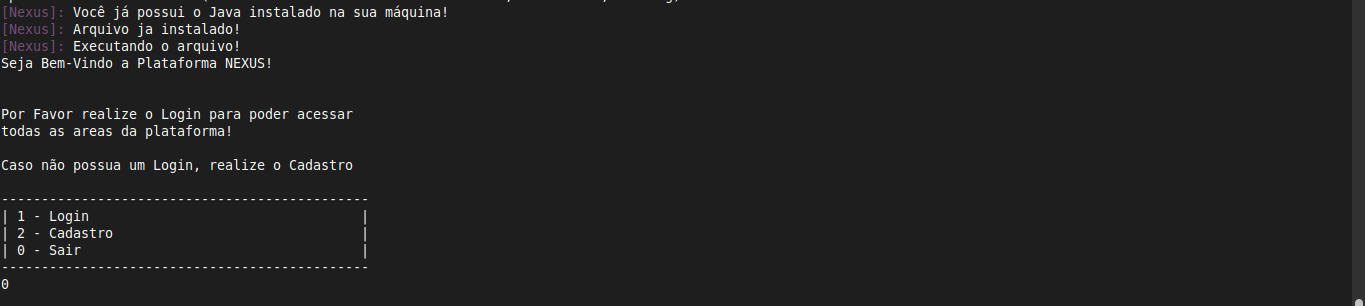 [Nexus]: Você já possui o Java instalado na sua máquina!
[Nexus]: Arquivo ja instalado!
[Nexus]: Executando o arquivo!
Seja Bem-Vindo a Plataforma NEXUS!
Por Favor realize o Login para poder acessar
todas as areas da plataforma!
Caso não possua um Login, realize o Cadastro
----------------------------------------------
| 1 - Login                                  |
| 2 - Cadastro                               |
| 0 - Sair                                   |
----------------------------------------------
0